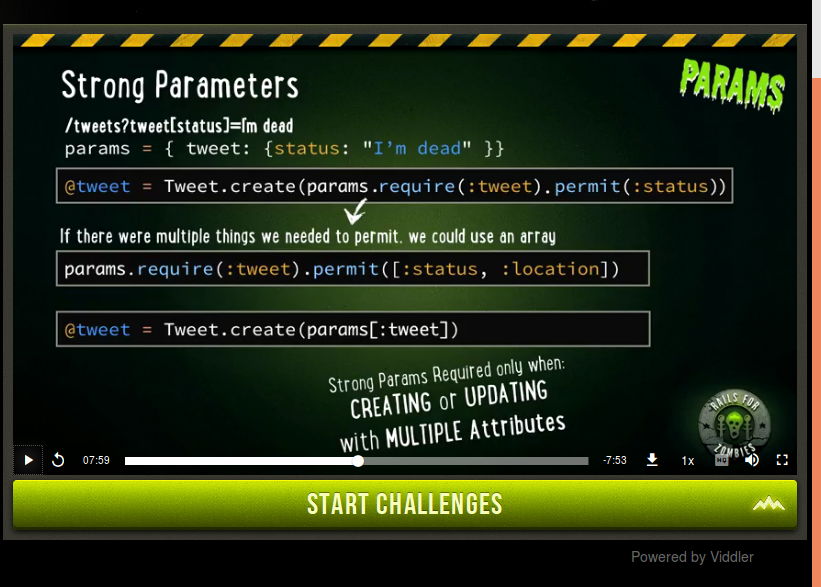 Strong Parameters
PARAMS
/tweets?tweet[status]=I'm dead
params = { tweet: {status: "I'm dead" }}
@tweet = Tweet.create(params.require(:tweet).permit(:status))
If there were multiple things we needed to permit, we could use an array
params.require(:tweet).permit([:status, :location])
@tweet = Tweet.create(params[:tweet])
Strong Params Required only when:
CREATING or UPDATING
with MULTIPLE Attributes
RAILS FOR
ZOMBIES
07:59
-7:53
1x
HQ
START CHALLENGES
Powered by Viddler